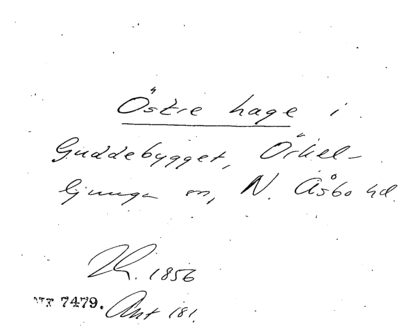 Östre hage i
Guddebygget, Örkel-
ljunga sn, N. Åsbo hd.
1856
7479. Ant 181.